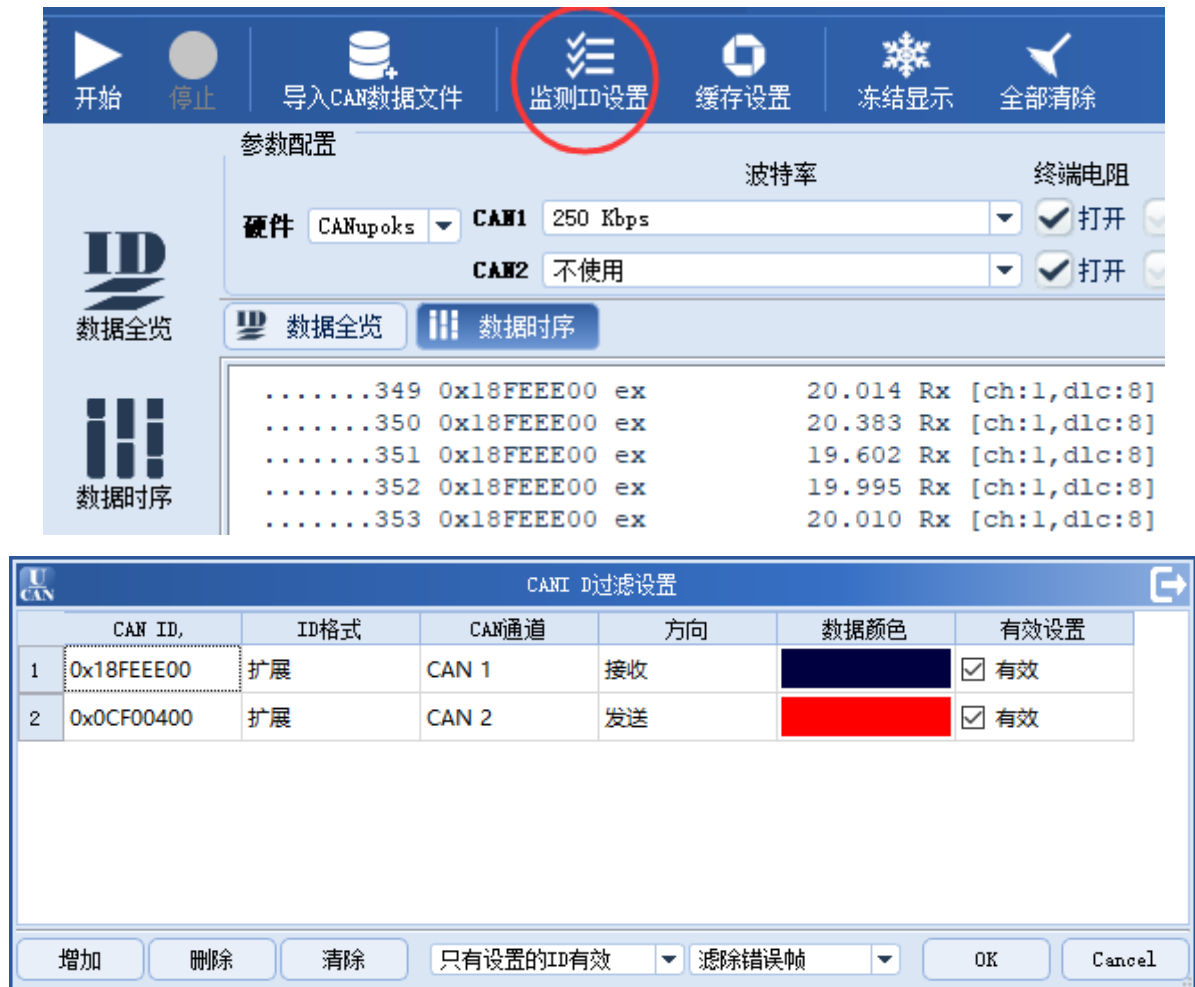 开始 停止 导入CAN数据文件 监测ID设置 缓存设置 冻结显示 全部清除
参数配置
波特率 终端电阻
硬件 CANupoks CAN1 250 Kbps 打开
CAN2 不使用 打开
ID
数据全览
ID 数据全览 数据时序
数据时序
.......349 0x18FEEE00 ex 20.014 Rx [ch:1,dlc:8]
.......350 0x18FEEE00 ex 20.383 Rx [ch:1,dlc:8]
.......351 0x18FEEE00 ex 19.602 Rx [ch:1,dlc:8]
.......352 0x18FEEE00 ex 19.995 Rx [ch:1,dlc:8]
.......353 0x18FEEE00 ex 20.010 Rx [ch:1,dlc:8]
U CAN
CANI D过滤设置
CAN ID, ID格式 CAN通道 方向 数据颜色 有效设置
1 0x18FEEE00 扩展 CAN 1 接收 有效
2 0x0CF00400 扩展 CAN 2 发送 有效
增加 删除 清除 只有设置的ID有效 滤除错误帧 OK Cancel